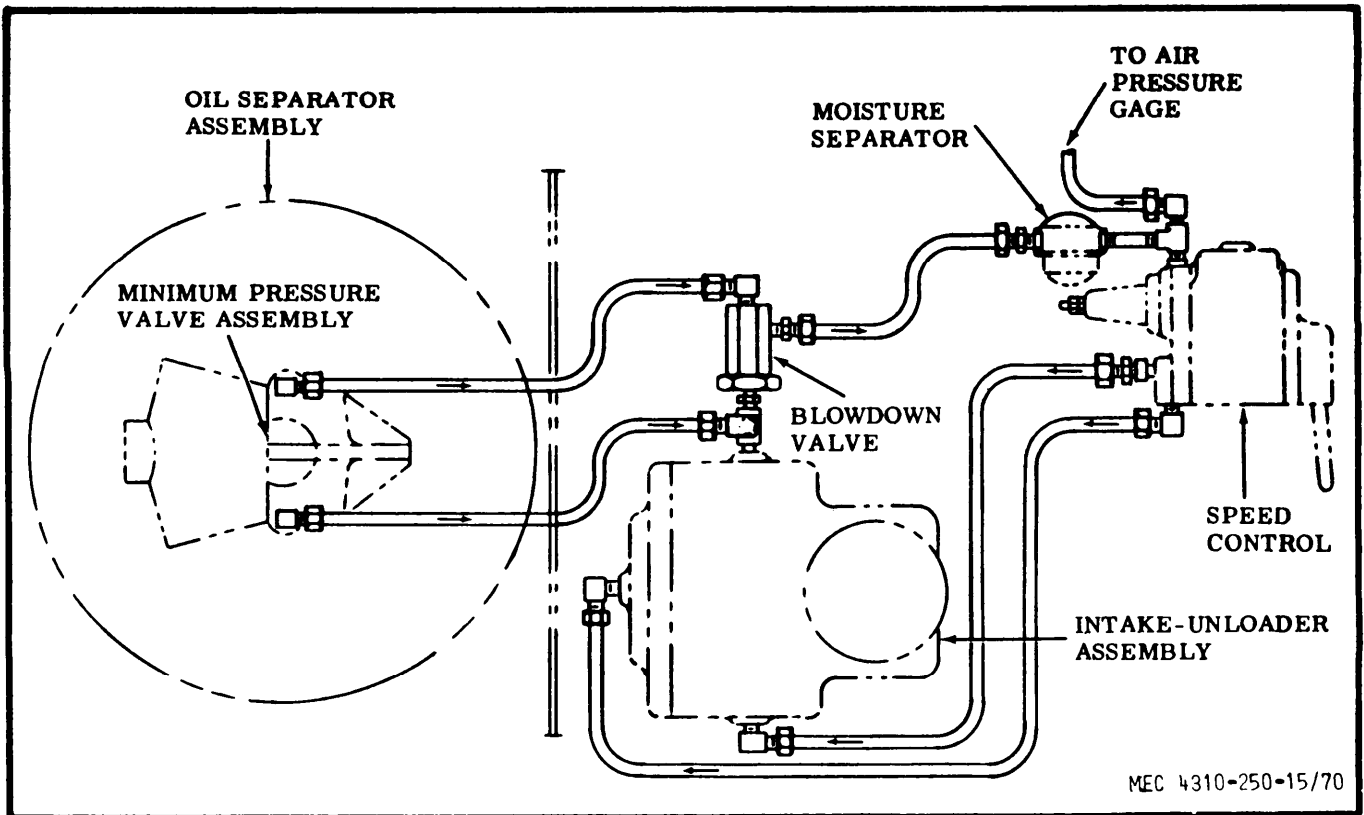 OIL SEPARATOR
ASSEMBLY
MINIMUM PRESSURE
VALVE ASSEMBLY
MOISTURE
SEPARATOR
TO AIR
PRESSURE
GAGE
BLOWDOWN
VALVE
SPEED
CONTROL
INTAKE-UNLOADER
ASSEMBLY
MEC 4310-250-15/70